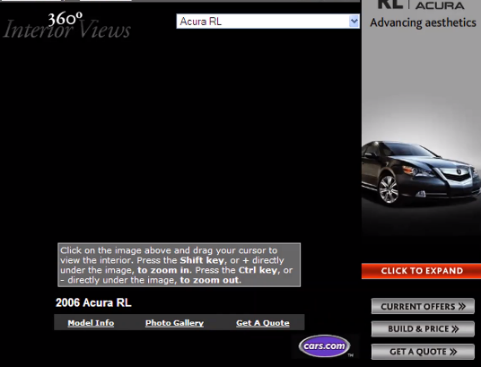 360º
Interior Views
Acura RL
RL | ACURA
Advancing aesthetics
Click on the image above and drag your cursor to
view the interior. Press the Shift key, or + directly
under the image, to zoom in. Press the Ctrl key, or
- directly under the image, to zoom out.
2006 Acura RL
Model Info Photo Gallery Get A Quote
cars.com
CLICK TO EXPAND
CURRENT OFFERS »
BUILD & PRICE »
GET A QUOTE »